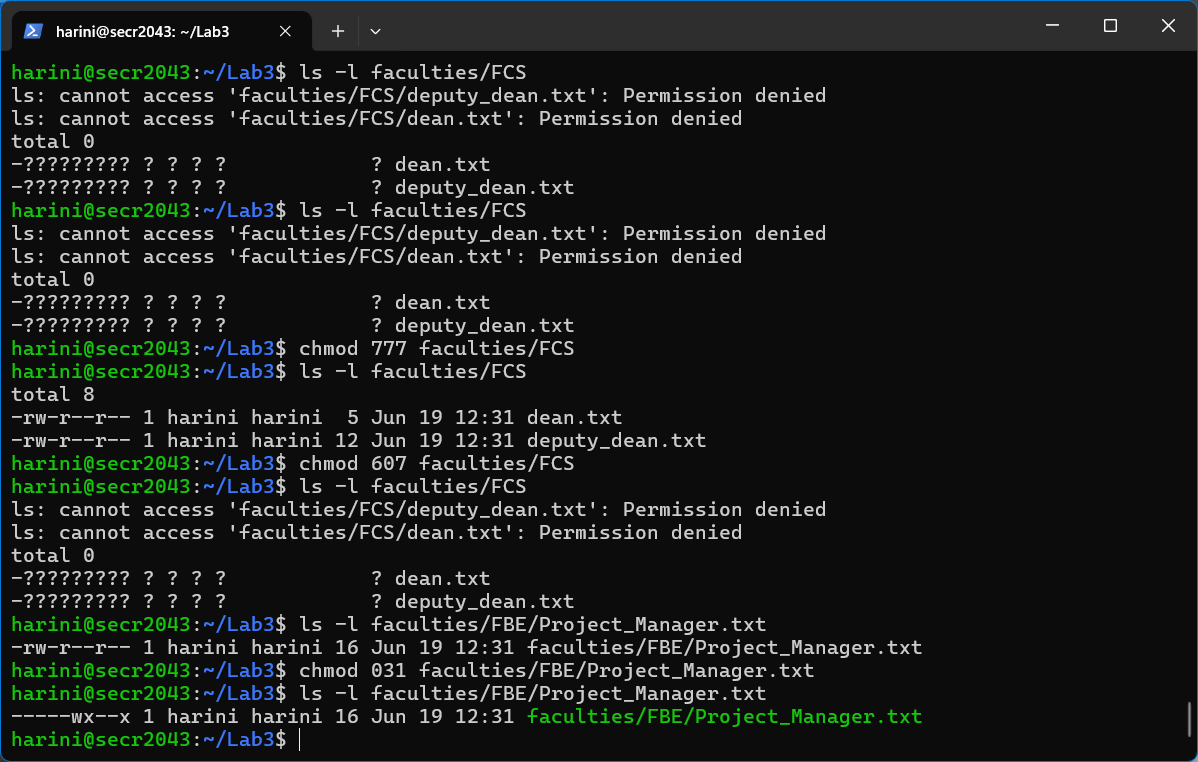 harini@secr2043: ~/Lab3
harini@secr2043:~/Lab3$ ls -l faculties/FCS
ls: cannot access 'faculties/FCS/deputy_dean.txt': Permission denied
ls: cannot access 'faculties/FCS/dean.txt': Permission denied
total 0
-????????? ? ? ? ?            ? dean.txt
-????????? ? ? ? ?            ? deputy_dean.txt
harini@secr2043:~/Lab3$ ls -l faculties/FCS
ls: cannot access 'faculties/FCS/deputy_dean.txt': Permission denied
ls: cannot access 'faculties/FCS/dean.txt': Permission denied
total 0
-????????? ? ? ? ?            ? dean.txt
-????????? ? ? ? ?            ? deputy_dean.txt
harini@secr2043:~/Lab3$ chmod 777 faculties/FCS
harini@secr2043:~/Lab3$ ls -l faculties/FCS
total 8
-rw-r--r-- 1 harini harini  5 Jun 19 12:31 dean.txt
-rw-r--r-- 1 harini harini 12 Jun 19 12:31 deputy_dean.txt
harini@secr2043:~/Lab3$ chmod 607 faculties/FCS
harini@secr2043:~/Lab3$ ls -l faculties/FCS
ls: cannot access 'faculties/FCS/deputy_dean.txt': Permission denied
ls: cannot access 'faculties/FCS/dean.txt': Permission denied
total 0
-????????? ? ? ? ?            ? dean.txt
-????????? ? ? ? ?            ? deputy_dean.txt
harini@secr2043:~/Lab3$ ls -l faculties/FBE/Project_Manager.txt
-rw-r--r-- 1 harini harini 16 Jun 19 12:31 faculties/FBE/Project_Manager.txt
harini@secr2043:~/Lab3$ chmod 031 faculties/FBE/Project_Manager.txt
harini@secr2043:~/Lab3$ ls -l faculties/FBE/Project_Manager.txt
-----wx--x 1 harini harini 16 Jun 19 12:31 faculties/FBE/Project_Manager.txt
harini@secr2043:~/Lab3$